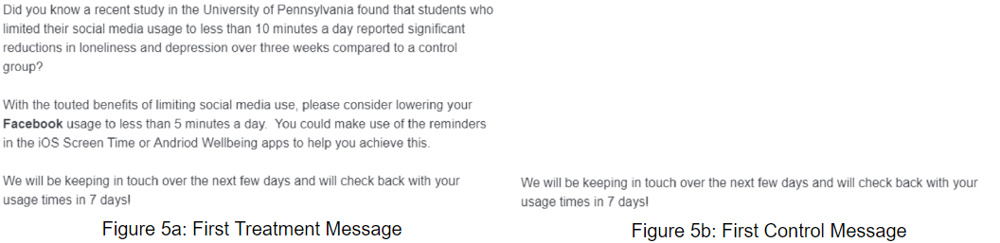 Did you know a recent study in the University of Pennsylvania found that students who
limited their social media usage to less than 10 minutes a day reported significant
reductions in loneliness and depression over three weeks compared to a control
group?
With the touted benefits of limiting social media use, please consider lowering your
Facebook usage to less than 5 minutes a day.  You could make use of the reminders
in the iOS Screen Time or Andriod Wellbeing apps to help you achieve this.
We will be keeping in touch over the next few days and will check back with your
usage times in 7 days!
Figure 5a: First Treatment Message
We will be keeping in touch over the next few days and will check back with your
usage times in 7 days!
Figure 5b: First Control Message